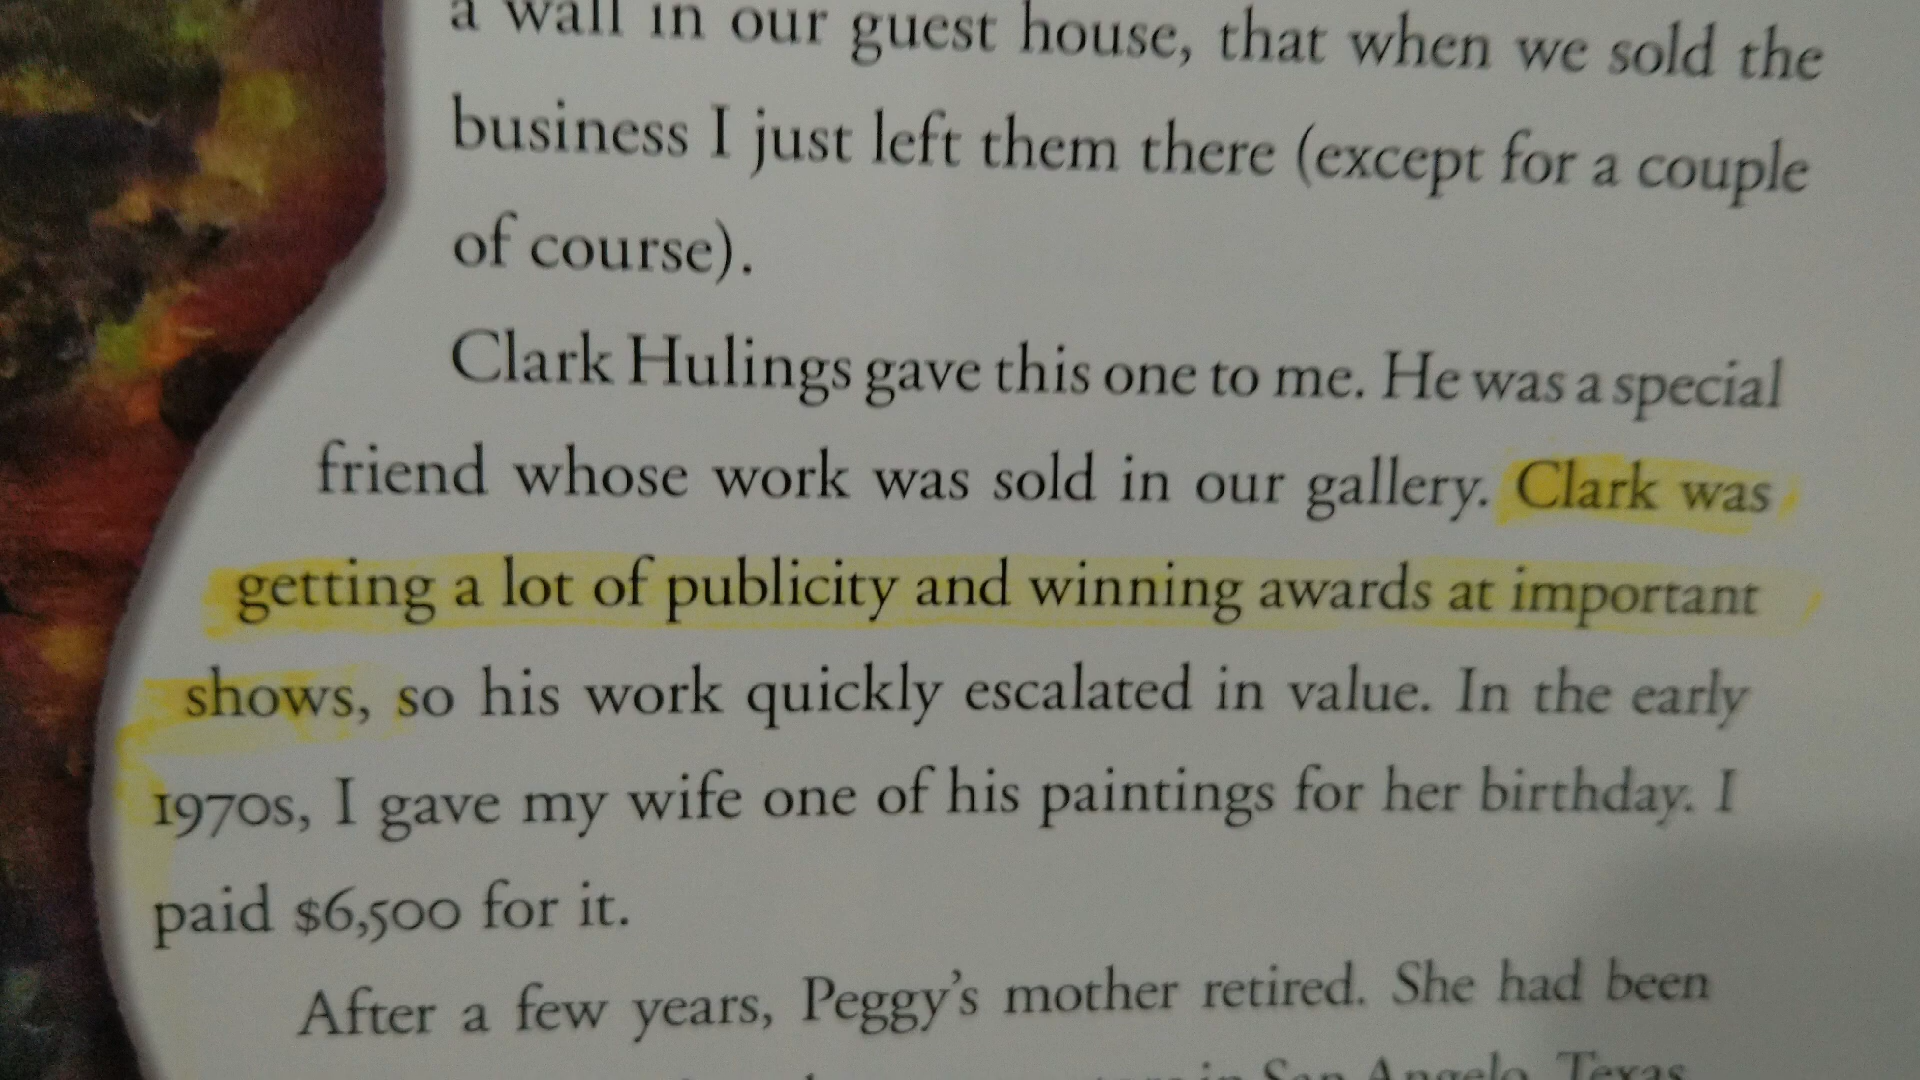 a wall in our guest house, that when we sold the
business I just left them there (except for a couple
of course).
Clark Hulings gave this one to me. He was a special
friend whose work was sold in our gallery. Clark was
getting a lot of publicity and winning awards at important
shows, so his work quickly escalated in value. In the early
1970s, I gave my wife one of his paintings for her birthday. I
paid $6,500 for it.
After a few years, Peggy's mother retired. She had been
in San Angelo, Texas